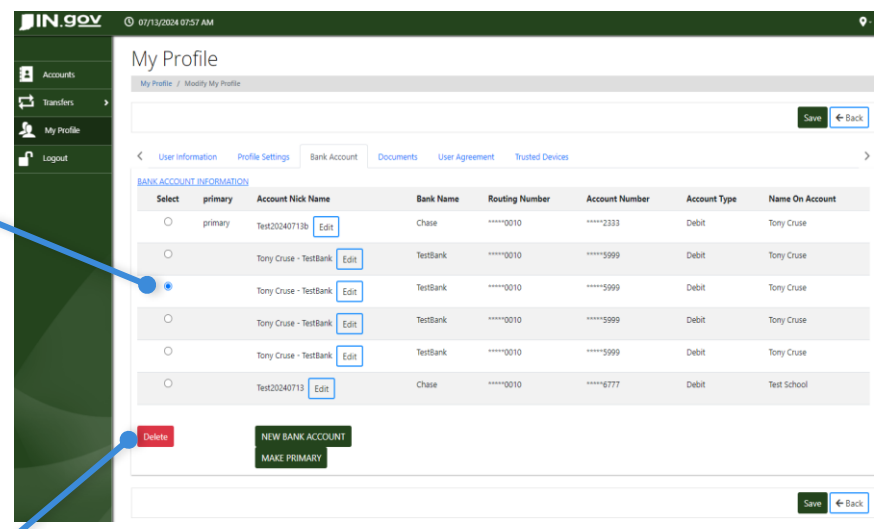 IN.gov
07/13/2024 07:57 AM
My Profile
Accounts
My Profile / Modify My Profile
Transfers
Save Back
My Profile
Logout
User Information Profile Settings Bank Account Documents User Agreement Trusted Devices
BANK ACCOUNT INFORMATION
Select primary Account Nick Name Bank Name Routing Number Account Number Account Type Name On Account
primary Test20240713b Edit Chase *****0010 *****2333 Debit Tony Cruse
Tony Cruse - TestBank Edit TestBank *****0010 *****5999 Debit Tony Cruse
Tony Cruse - TestBank Edit TestBank *****0010 *****5999 Debit Tony Cruse
Tony Cruse - TestBank Edit TestBank *****0010 *****5999 Debit Tony Cruse
Tony Cruse - TestBank Edit TestBank *****0010 *****5999 Debit Tony Cruse
Test20240713 Edit Chase *****0010 *****6777 Debit Test School
Delete NEW BANK ACCOUNT
MAKE PRIMARY
Save Back